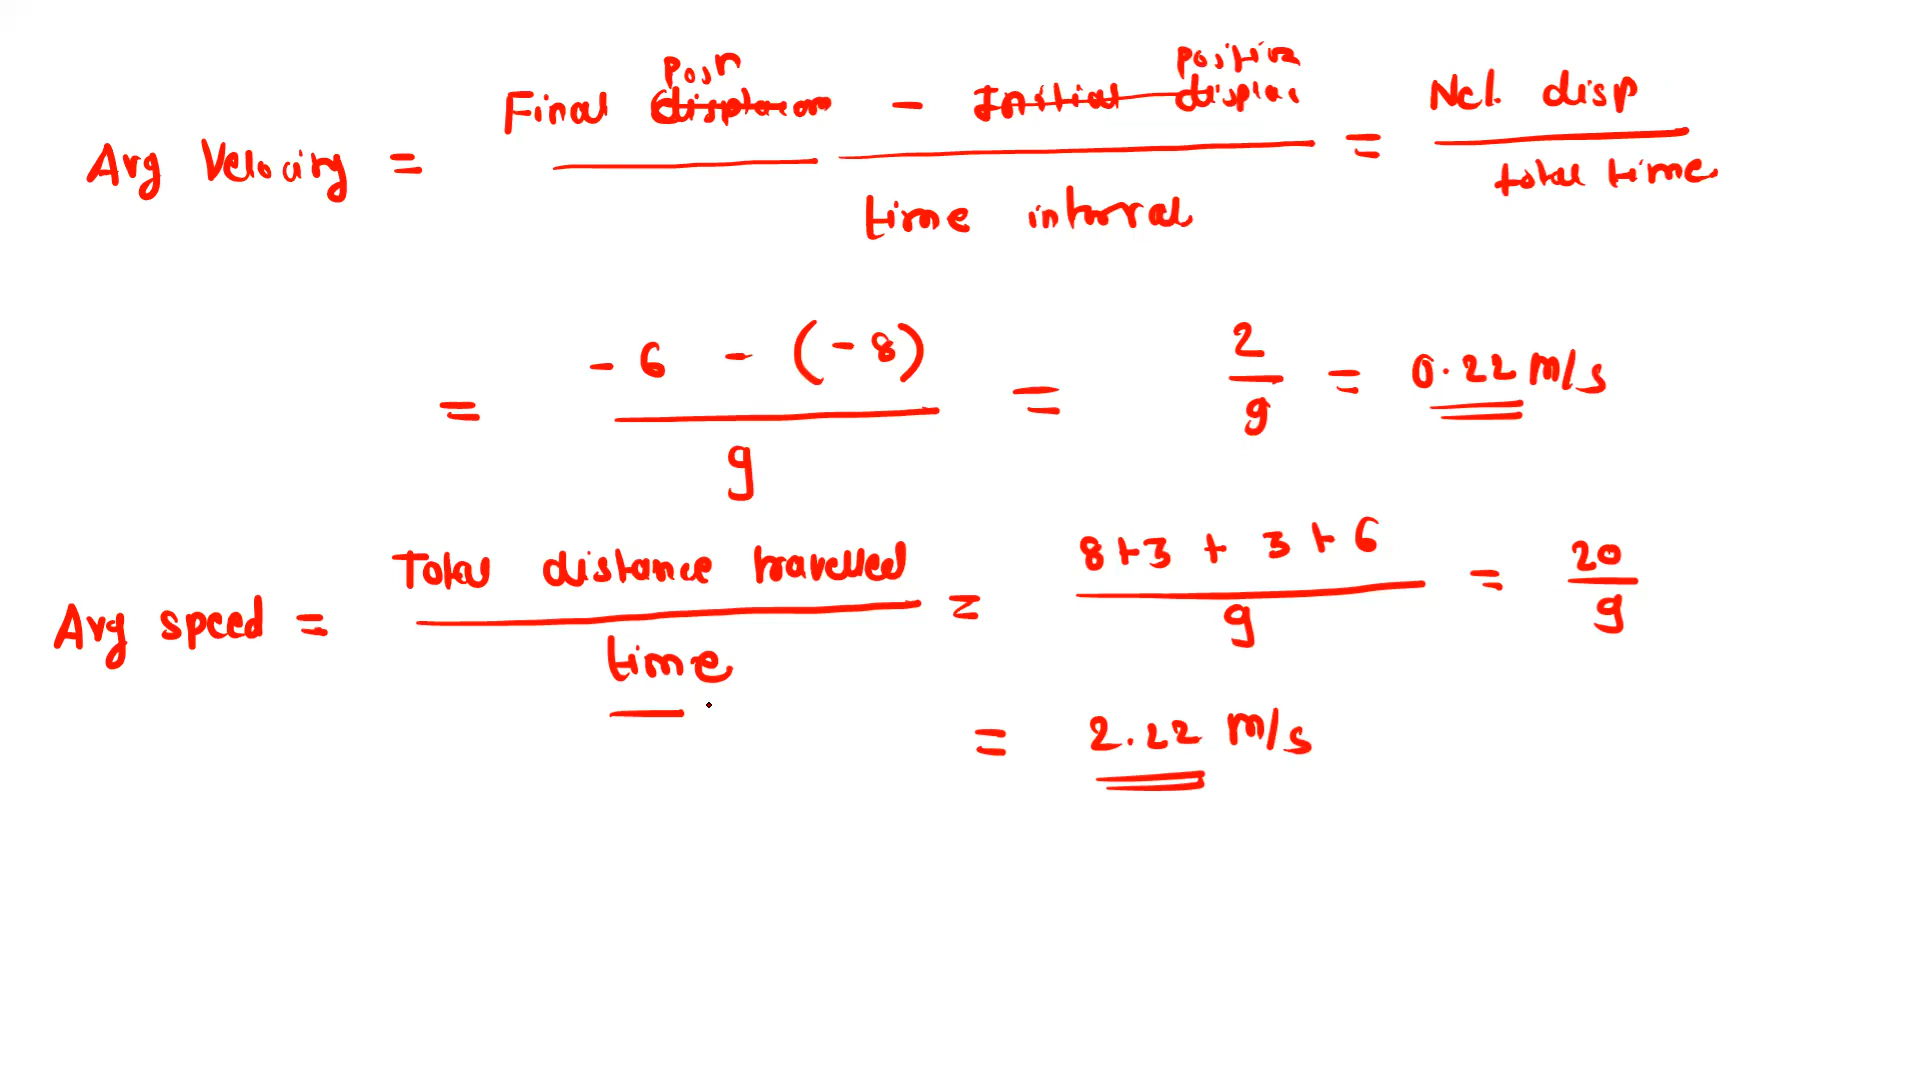 Posn Position
Avg Velocity = Final displacem - Initial displac / time interval = Net disp / total time
= -6 - (-8) / 9 = 2 / 9 = 0.22 m/s
Avg speed = Total distance travelled / time = 8+3 + 3+6 / 9 = 20 / 9
= 2.22 m/s